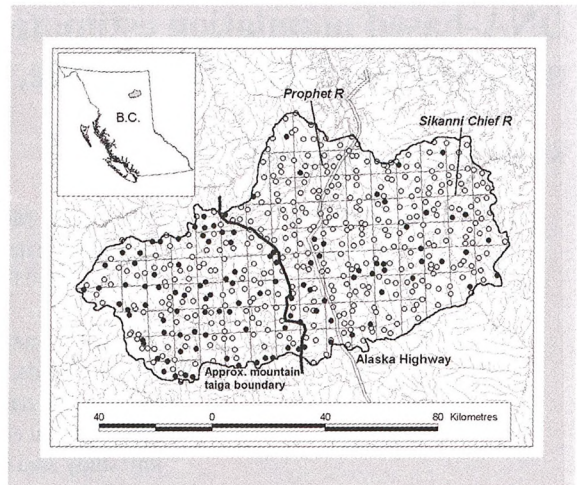 B.C.
Prophet R
Sikanni Chief R
Approx. mountain
taiga boundary
Alaska Highway
40 0 40 80 Kilometres